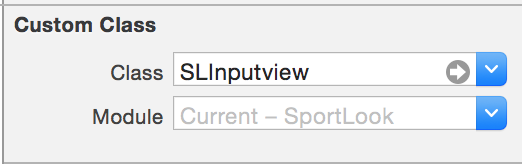 Custom Class
Class SLInputview
Module Current – SportLook